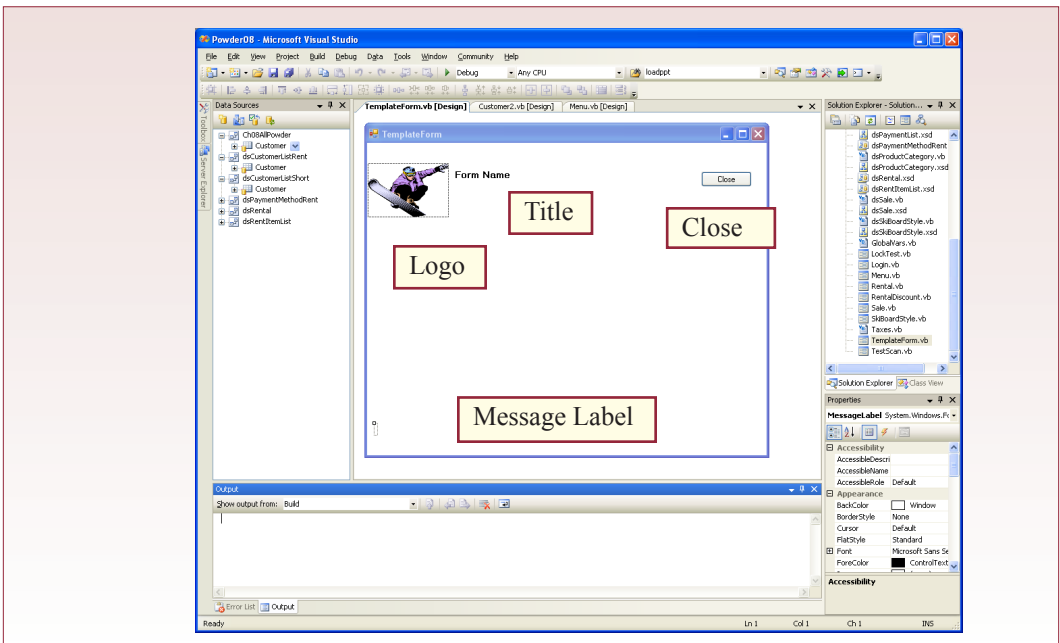 Powder08 - Microsoft Visual Studio
File Edit View Project Build Debug Data Tools Window Community Help
Debug Any CPU loadppt
Data Sources
TemplateForm.vb [Design] Customer2.vb [Design] Menu.vb [Design]
Solution Explorer - Solution...
Toolbox
Server Explorer
Ch08AllPowder
Customer
dsCustomerListRent
Customer
dsCustomerListShort
Customer
dsPaymentMethodRent
dsRental
dsRentItemList
TemplateForm
Form Name
Close
Title
Close
Logo
Message Label
dsPaymentList.xsd
dsPaymentMethodRent
dsProductCategory.vb
dsProductCategory.xsd
dsRental.xsd
dsRentItemList.xsd
dsSale.vb
dsSale.xsd
dsSkiBoardStyle.vb
dsSkiBoardStyle.xsd
GlobalVars.vb
LockTest.vb
Login.vb
Menu.vb
Rental.vb
RentalDiscount.vb
Sale.vb
SkiBoardStyle.vb
Taxes.vb
TemplateForm.vb
TestScan.vb
Solution Explorer Class View
Properties
MessageLabel System.Windows.Fo
Accessibility
AccessibleDescri
AccessibleName
AccessibleRole Default
Appearance
BackColor Window
BorderStyle None
Cursor Default
FlatStyle Standard
Font Microsoft Sans Se
ForeColor ControlText
Accessibility
Output
Show output from: Build
Error List Output
Ready Ln 1 Col 1 Ch 1 INS